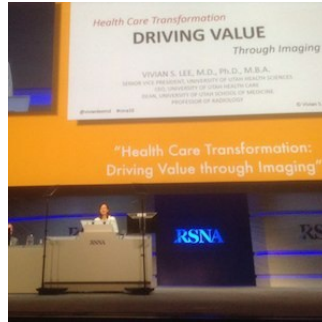 Health Care Transformation
DRIVING VALUE
Through Imaging
VIVIAN S. LEE, M.D., Ph.D., M.B.A.
SENIOR VICE PRESIDENT, UNIVERSITY OF UTAH HEALTH SCIENCES
CEO, UNIVERSITY OF UTAH HEALTH CARE
DEAN, UNIVERSITY OF UTAH SCHOOL OF MEDICINE
PROFESSOR OF RADIOLOGY
"Health Care Transformation:
Driving Value through Imaging"
RSNA
RSNA
RS